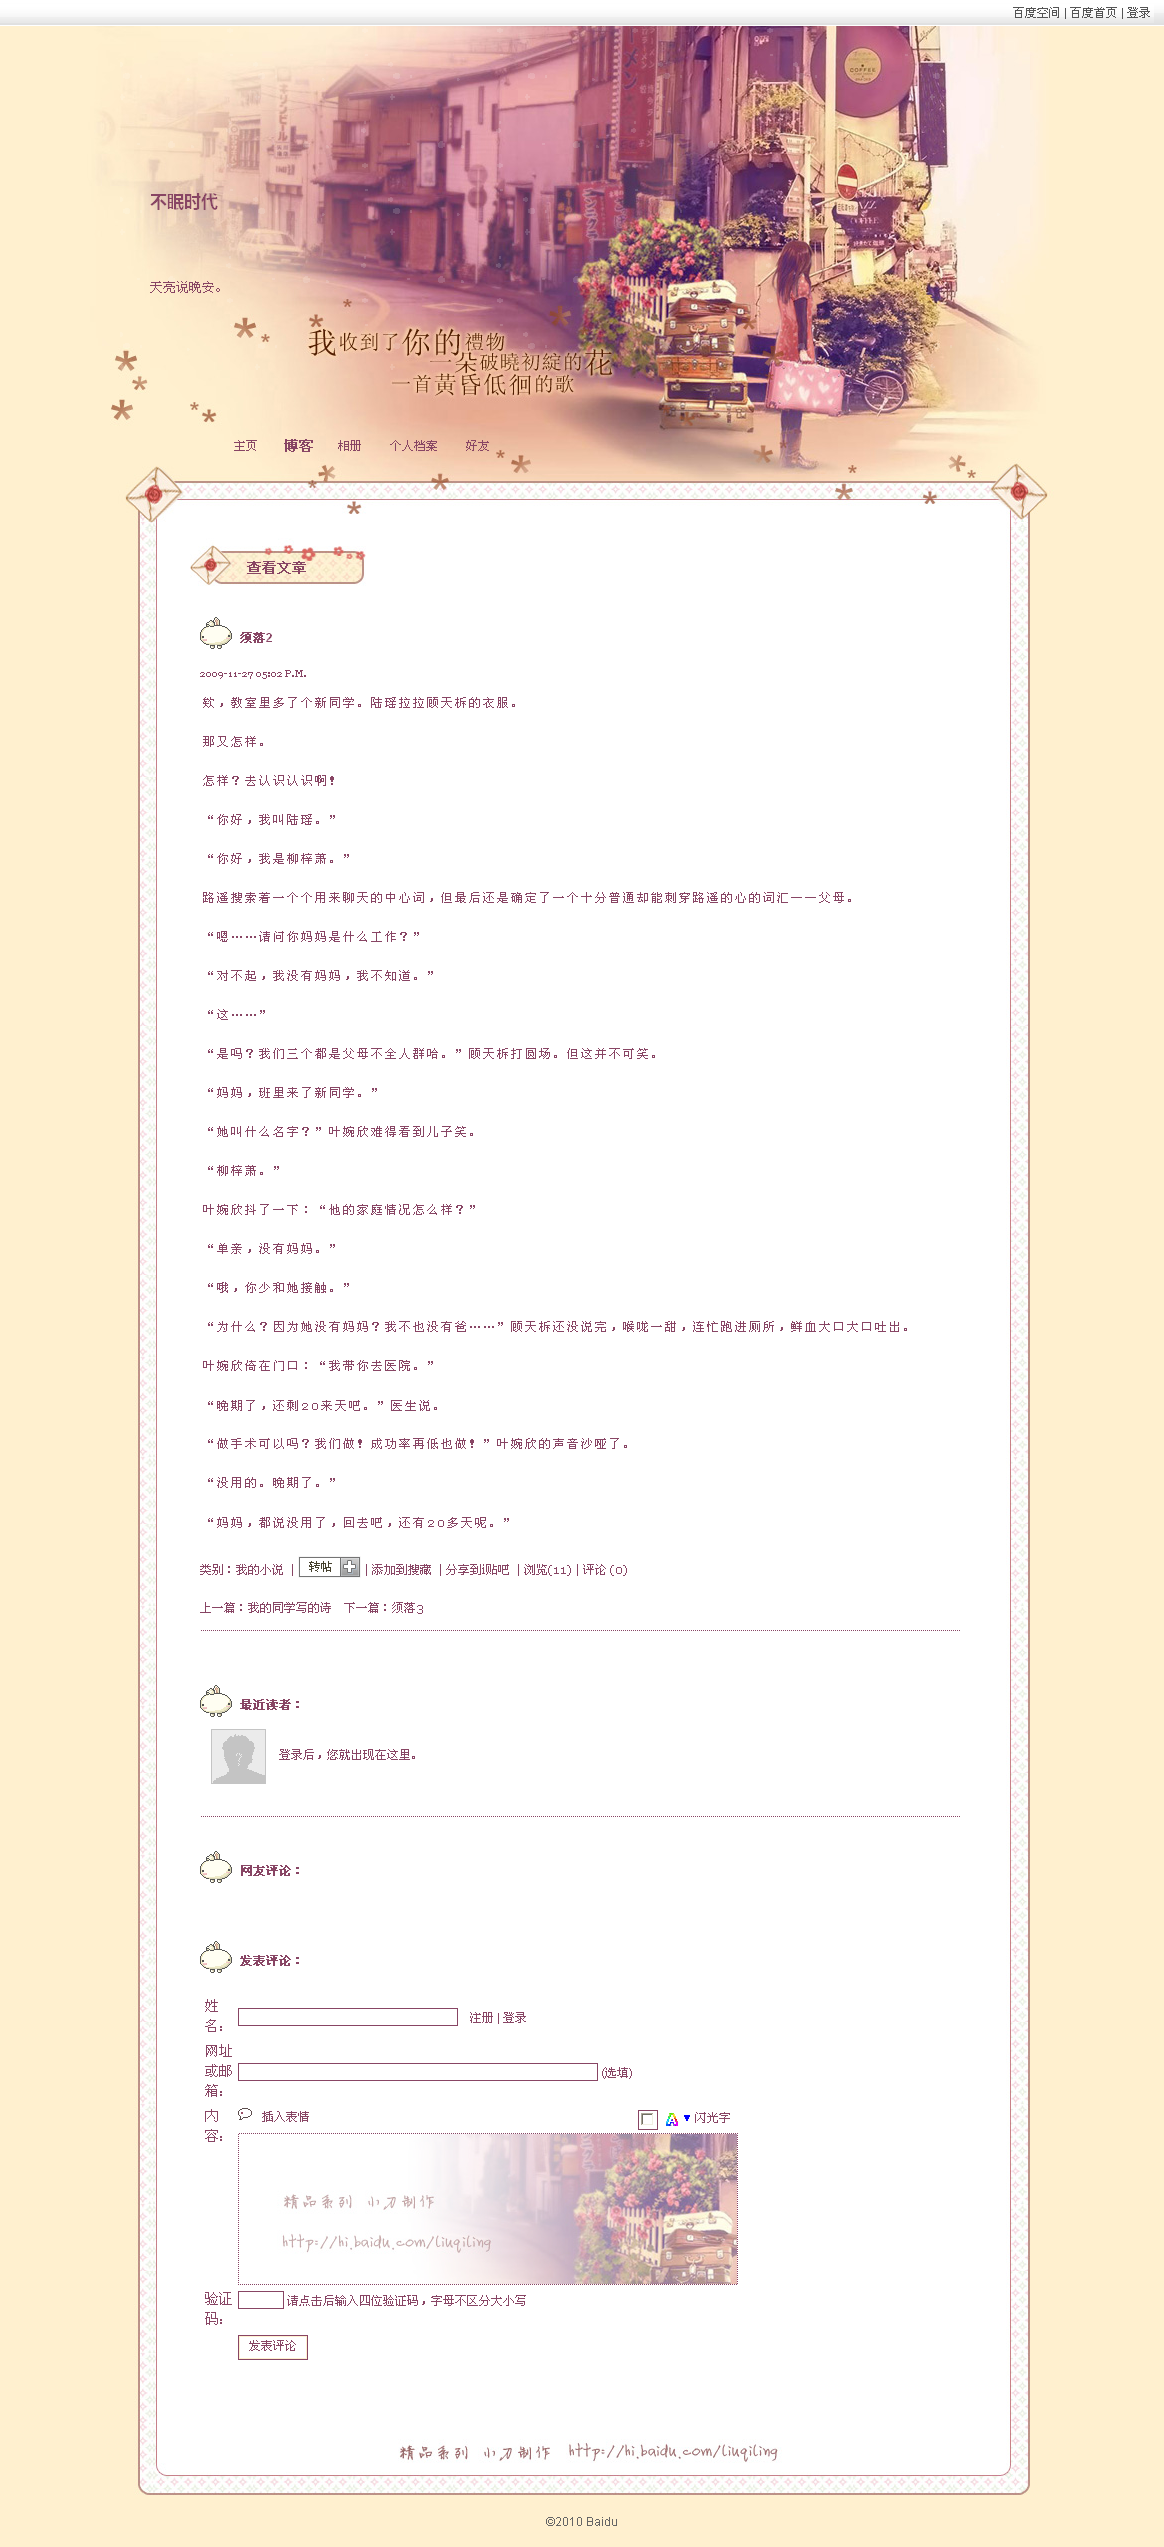 百度空间 | 百度首页 | 登录
COFFEE
不眠时代
天亮说晚安。
我收到了你的禮物
一朵破曉初綻的花
一首黃昏低徊的歌
主页 博客 相册 个人档案 好友
查看文章
须落2
2009-11-27 05:02 P.M.
欸，教室里多了个新同学。陆瑶拉拉顾天柝的衣服。
那又怎样。
怎样？去认识认识啊！
“你好，我叫陆瑶。”
“你好，我是柳梓萧。”
路遥搜索着一个个用来聊天的中心词，但最后还是确定了一个十分普通却能刺穿路遥的心的词汇——父母。
“嗯……请问你妈妈是什么工作？”
“对不起，我没有妈妈，我不知道。”
“这……”
“是吗？我们三个都是父母不全人群哈。”顾天柝打圆场。但这并不可笑。
“妈妈，班里来了新同学。”
“她叫什么名字？”叶婉欣难得看到儿子笑。
“柳梓萧。”
叶婉欣抖了一下：“他的家庭情况怎么样？”
“单亲，没有妈妈。”
“哦，你少和她接触。”
“为什么？因为她没有妈妈？我不也没有爸……”顾天柝还没说完，喉咙一甜，连忙跑进厕所，鲜血大口大口吐出。
叶婉欣倚在门口：“我带你去医院。”
“晚期了，还剩20来天吧。”医生说。
“做手术可以吗？我们做！成功率再低也做！”叶婉欣的声音沙哑了。
“没用的。晚期了。”
“妈妈，都说没用了，回去吧，还有20多天呢。”
类别：我的小说 | 转帖 | 添加到搜藏 | 分享到i贴吧 | 浏览(11) | 评论 (0)
上一篇：我的同学写的诗 下一篇：须落3
最近读者：
登录后，您就出现在这里。
网友评论：
发表评论：
姓名： 注册 | 登录
网址或邮箱： (选填)
内容： 插入表情 闪光字
精品系列 小刀制作
http://hi.baidu.com/liuqiling
验证码： 请点击后输入四位验证码，字母不区分大小写
发表评论
精品系列 小刀制作 http://hi.baidu.com/liuqiling
©2010 Baidu